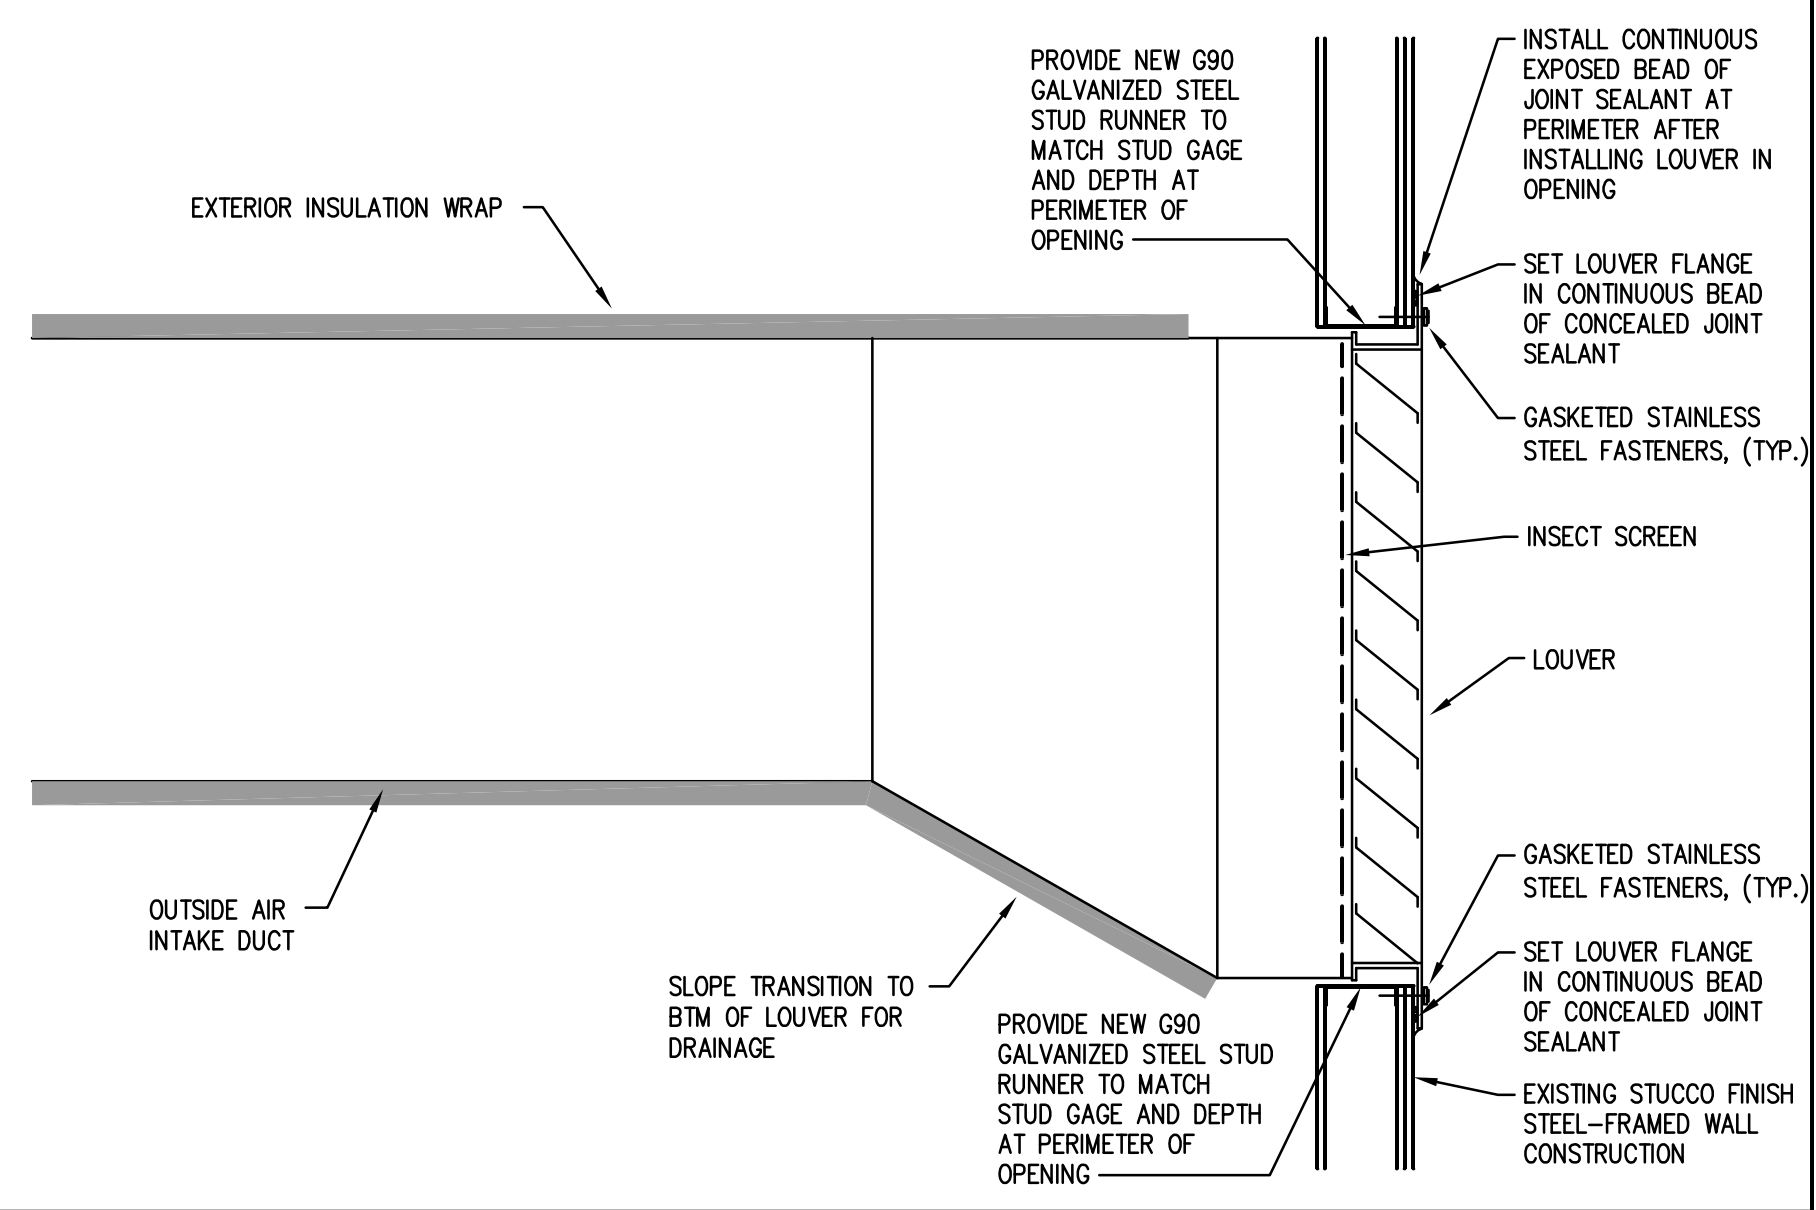 PROVIDE NEW G90
GALVANIZED STEEL
STUD RUNNER TO
MATCH STUD GAGE
AND DEPTH AT
PERIMETER OF
OPENING
INSTALL CONTINUOUS
EXPOSED BEAD OF
JOINT SEALANT AT
PERIMETER AFTER
INSTALLING LOUVER IN
OPENING
EXTERIOR INSULATION WRAP
SET LOUVER FLANGE
IN CONTINUOUS BEAD
OF CONCEALED JOINT
SEALANT
GASKETED STAINLESS
STEEL FASTENERS, (TYP.)
INSECT SCREEN
LOUVER
GASKETED STAINLESS
STEEL FASTENERS, (TYP.)
OUTSIDE AIR
INTAKE DUCT
SET LOUVER FLANGE
IN CONTINUOUS BEAD
OF CONCEALED JOINT
SEALANT
SLOPE TRANSITION TO
BTM OF LOUVER FOR
DRAINAGE
PROVIDE NEW G90
GALVANIZED STEEL STUD
RUNNER TO MATCH
STUD GAGE AND DEPTH
AT PERIMETER OF
OPENING
EXISTING STUCCO FINISH
STEEL-FRAMED WALL
CONSTRUCTION